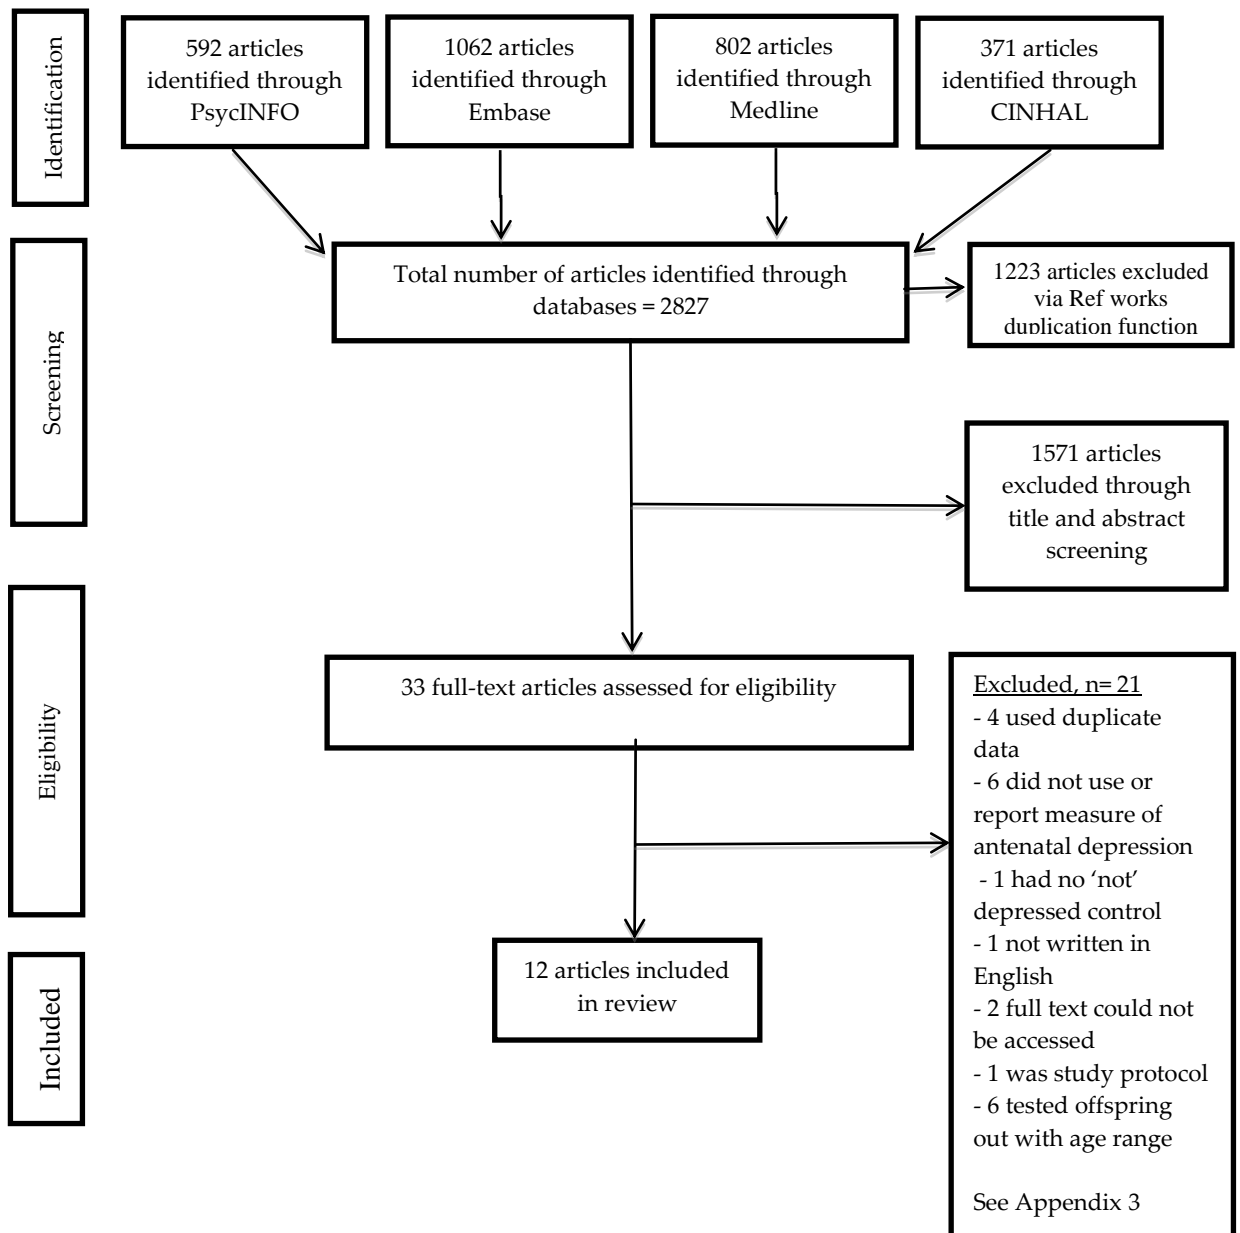 Identification
592 articles
identified through
PsycINFO
1062 articles
identified through
Embase
802 articles
identified through
Medline
371 articles
identified through
CINHAL
Screening
Total number of articles identified through
databases = 2827
1223 articles excluded
via Ref works
duplication function
1571 articles
excluded through
title and abstract
screening
Eligibility
33 full-text articles assessed for eligibility
Excluded, n= 21
- 4 used duplicate
data
- 6 did not use or
report measure of
antenatal depression
- 1 had no ‘not’
depressed control
- 1 not written in
English
- 2 full text could not
be accessed
- 1 was study protocol
- 6 tested offspring
out with age range
See Appendix 3
Included
12 articles included
in review